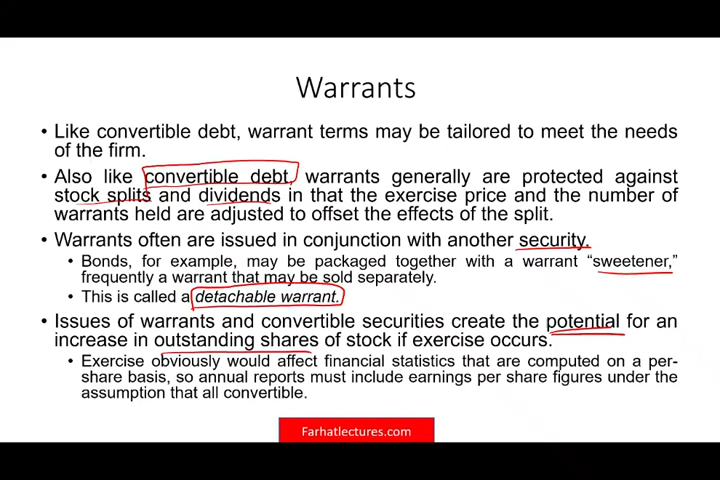 Warrants
• Like convertible debt, warrant terms may be tailored to meet the needs
of the firm.
• Also like convertible debt, warrants generally are protected against
stock splits and dividends in that the exercise price and the number of
warrants held are adjusted to offset the effects of the split.
• Warrants often are issued in conjunction with another security.
• Bonds, for example, may be packaged together with a warrant “sweetener,”
frequently a warrant that may be sold separately.
• This is called a detachable warrant.
• Issues of warrants and convertible securities create the potential for an
increase in outstanding shares of stock if exercise occurs.
• Exercise obviously would affect financial statistics that are computed on a per-
share basis, so annual reports must include earnings per share figures under the
assumption that all convertible.
Farhatlectures.com